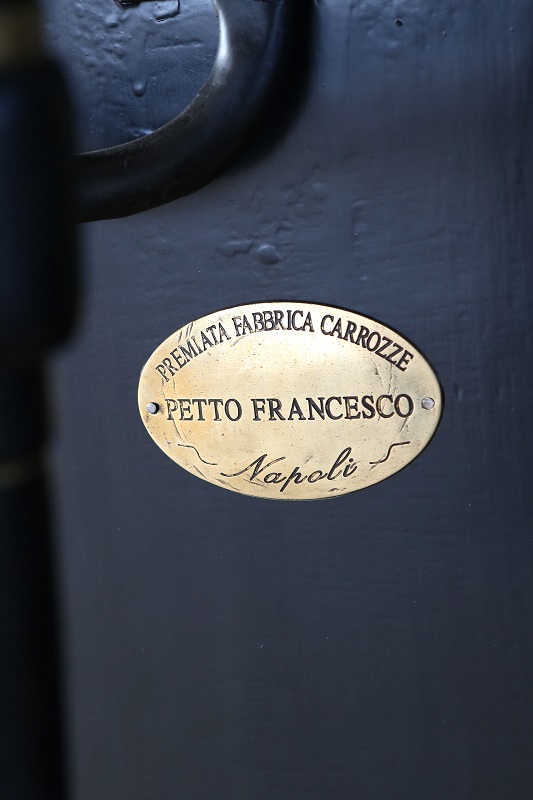 PREMIATA FABBRICA CARROZZE
PETTO FRANCESCO
Napoli